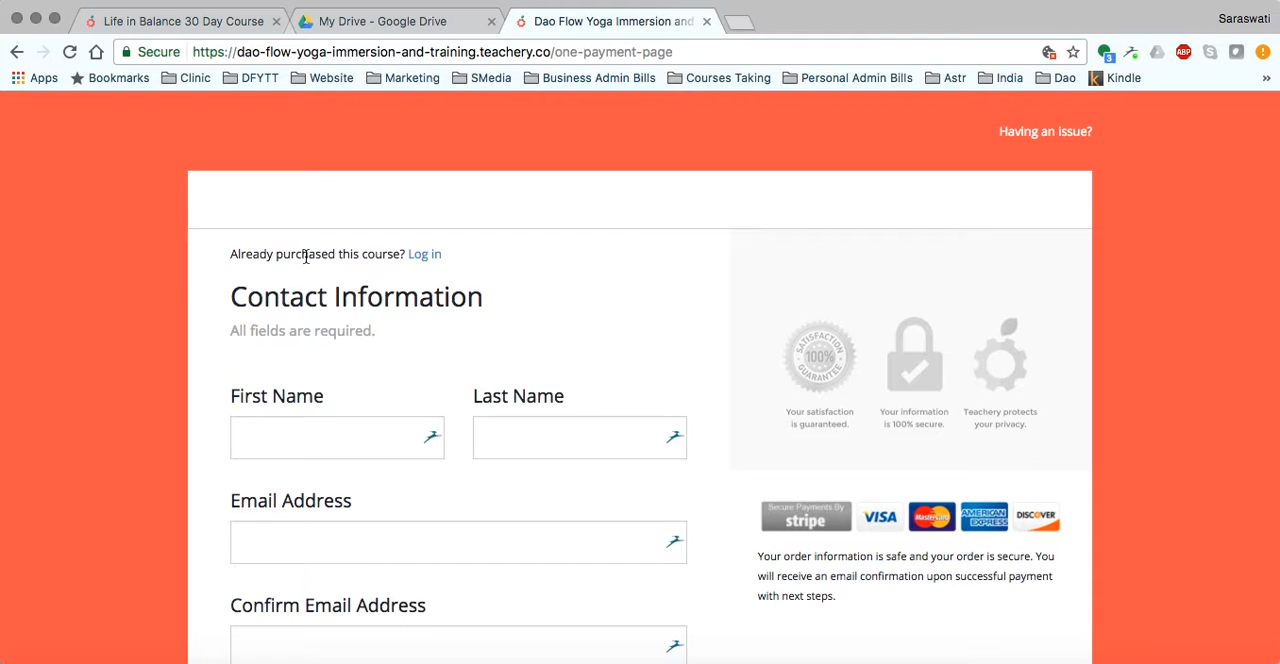 Life in Balance 30 Day Course
My Drive - Google Drive
Dao Flow Yoga Immersion and
Saraswati
Secure
https://dao-flow-yoga-immersion-and-training.teachery.co/one-payment-page
3
ABP
Apps
Bookmarks
Clinic
DFYTT
Website
Marketing
SMedia
Business Admin Bills
Courses Taking
Personal Admin Bills
Astr
India
Dao
k
Kindle
»
Having an issue?
Already purchased this course? Log in
Contact Information
All fields are required.
First Name
Last Name
Email Address
Confirm Email Address
SATISFACTION
100%
GUARANTEE
Your satisfaction
is guaranteed.
Your information
is 100% secure.
Teachery protects
your privacy.
Secure Payments By
stripe
VISA
MasterCard
AMERICAN
EXPRESS
DISCOVER
Your order information is safe and your order is secure. You
will receive an email confirmation upon successful payment
with next steps.